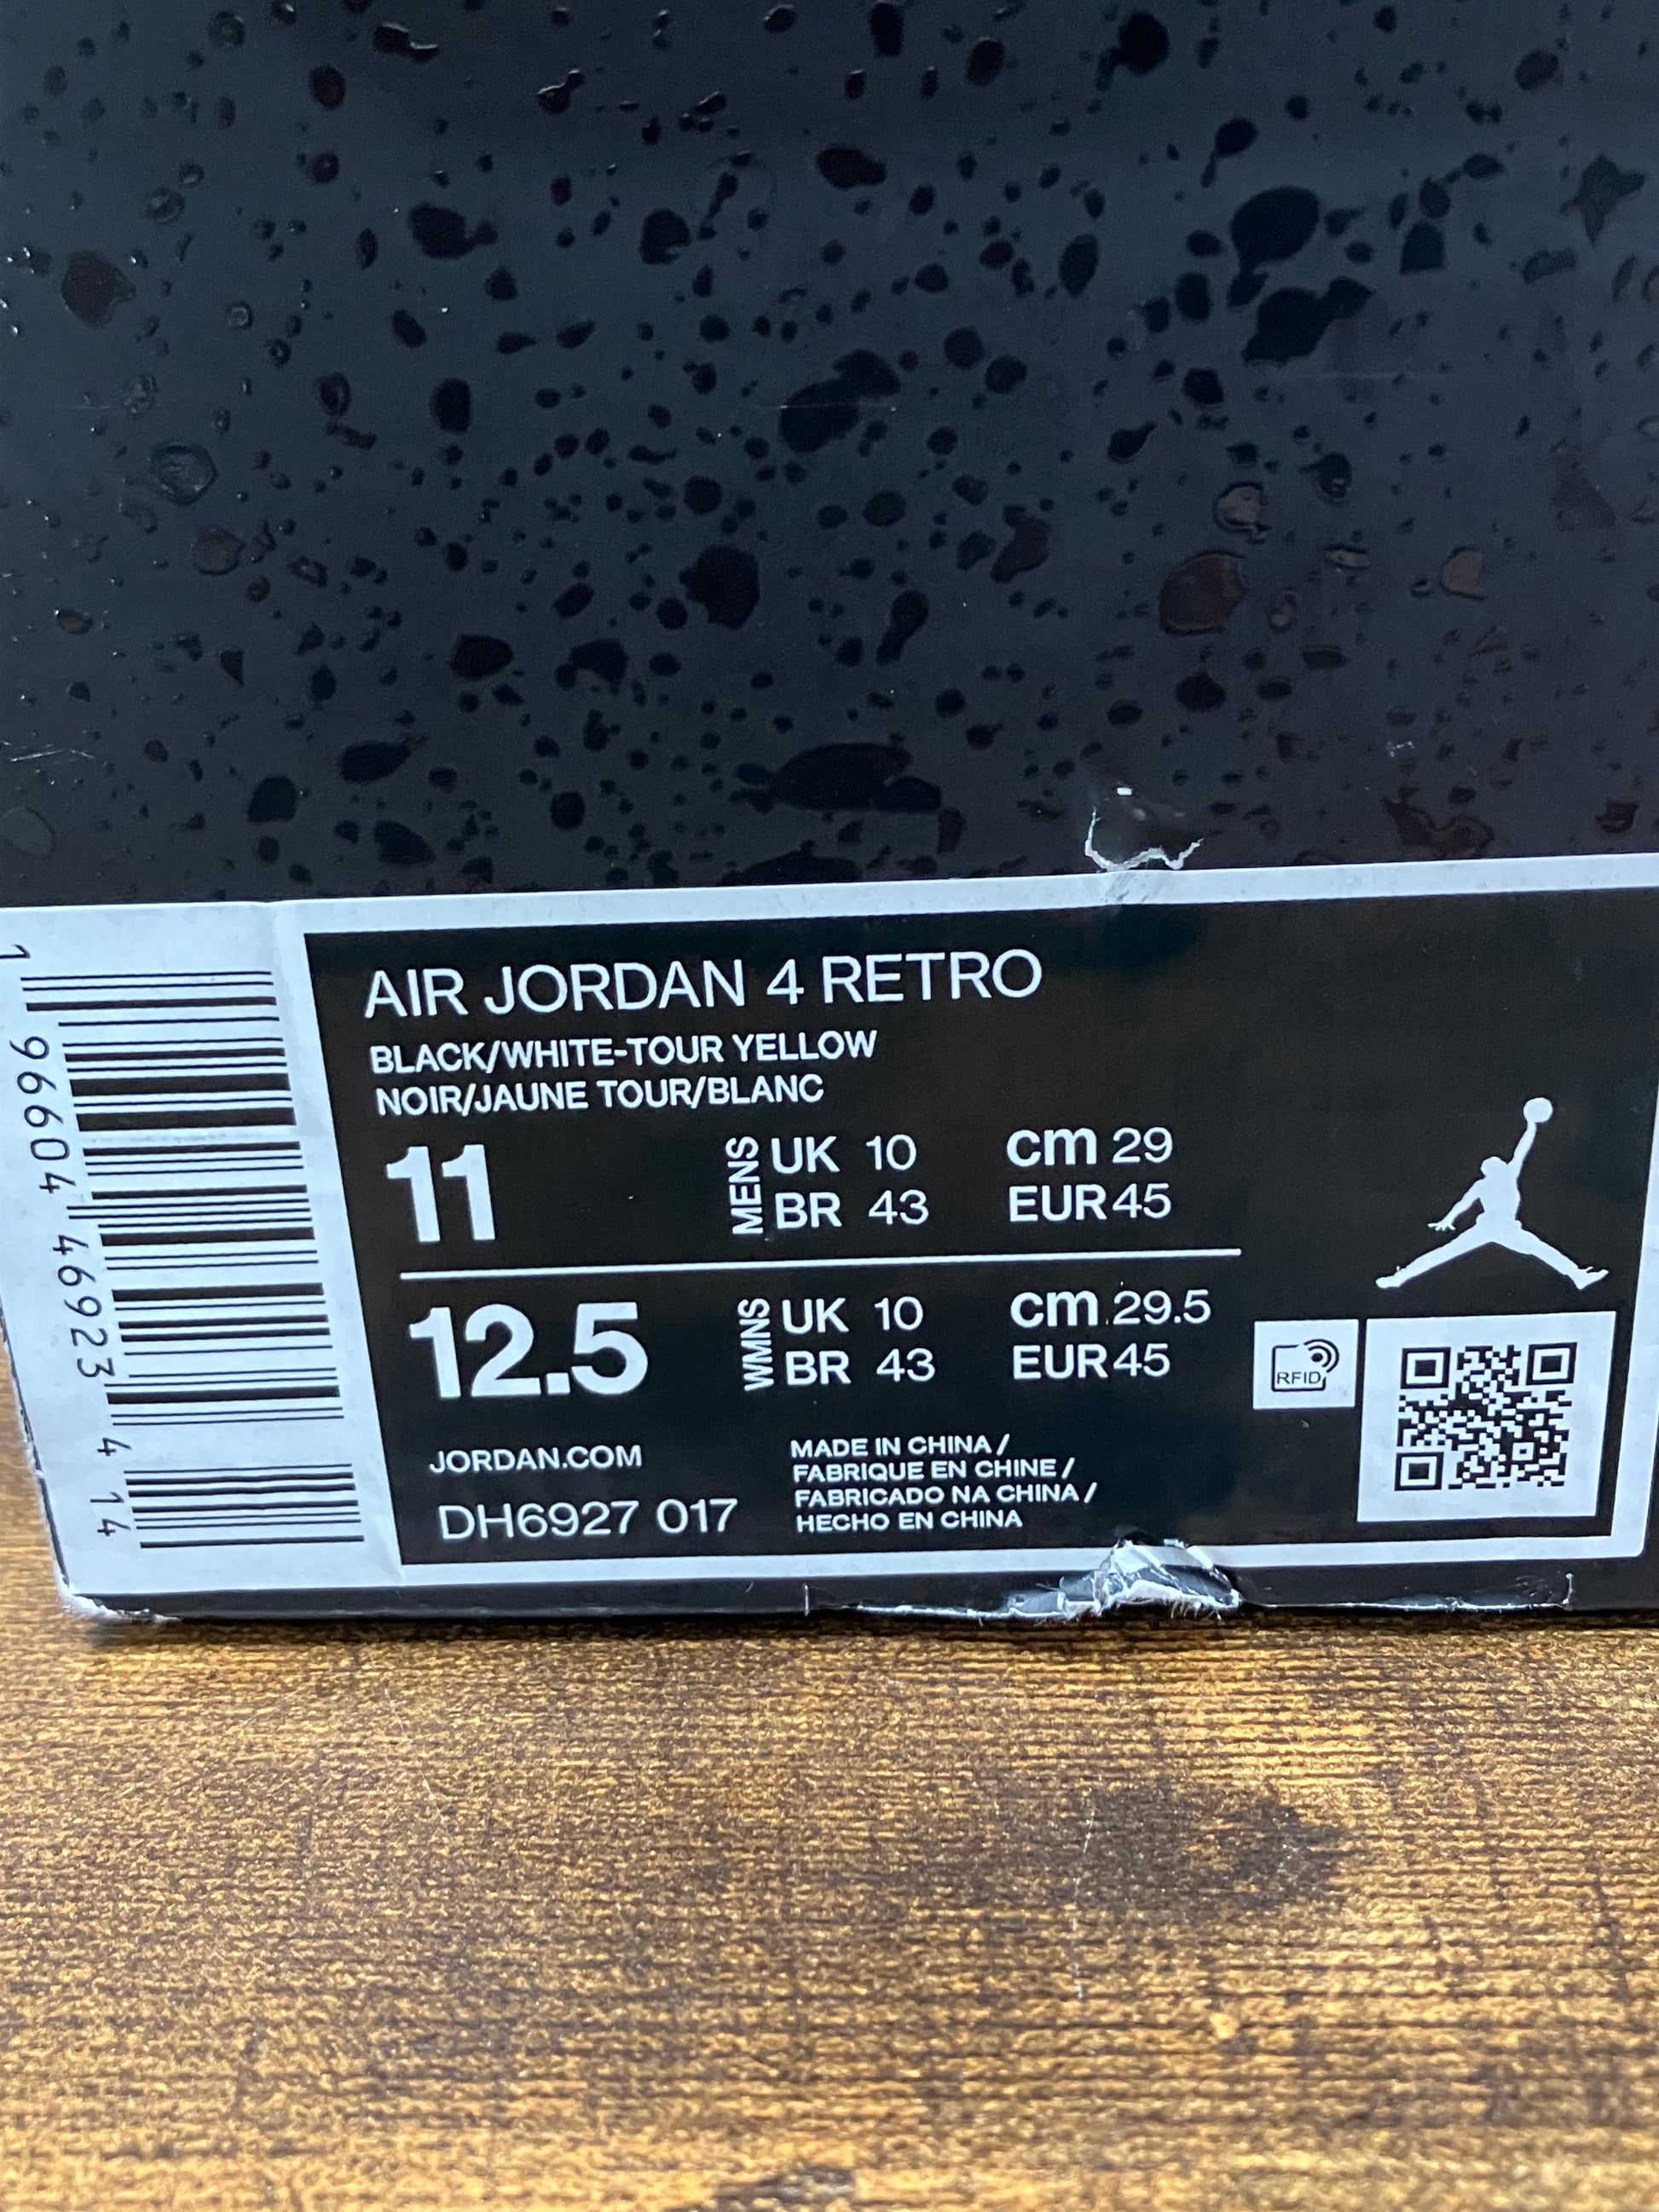 AIR JORDAN 4 RETRO
BLACK/WHITE-TOUR YELLOW
NOIR/JAUNE TOUR/BLANC
11 MENS UK 10 cm 29
BR 43 EUR 45
12.5 WMNS UK 10 cm 29.5
BR 43 EUR 45
JORDAN.COM
DH6927 017
MADE IN CHINA /
FABRIQUE EN CHINE /
FABRICADO NA CHINA /
HECHO EN CHINA
RFID
1 96604 46923 4 14